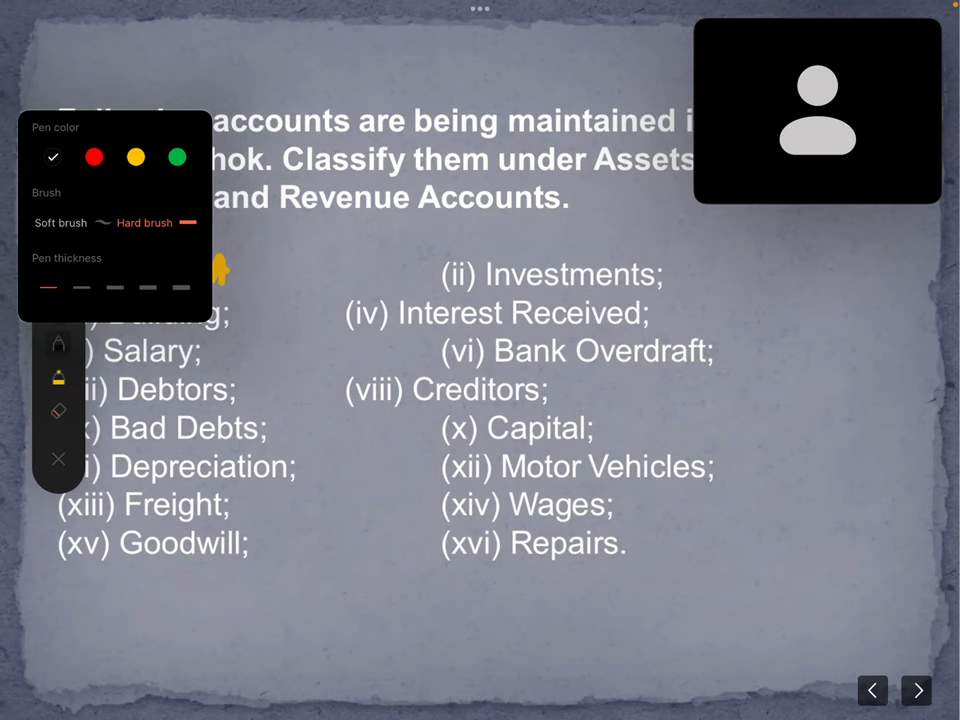 Pen color
Brush
Soft brush Hard brush
Pen thickness
accounts are being maintained
Classify them under Assets
and Revenue Accounts.
(ii) Investments;
(iv) Interest Received;
Salary; (vi) Bank Overdraft;
Debtors; (viii) Creditors;
Bad Debts; (x) Capital;
Depreciation; (xii) Motor Vehicles;
(xiii) Freight; (xiv) Wages;
(xv) Goodwill; (xvi) Repairs.